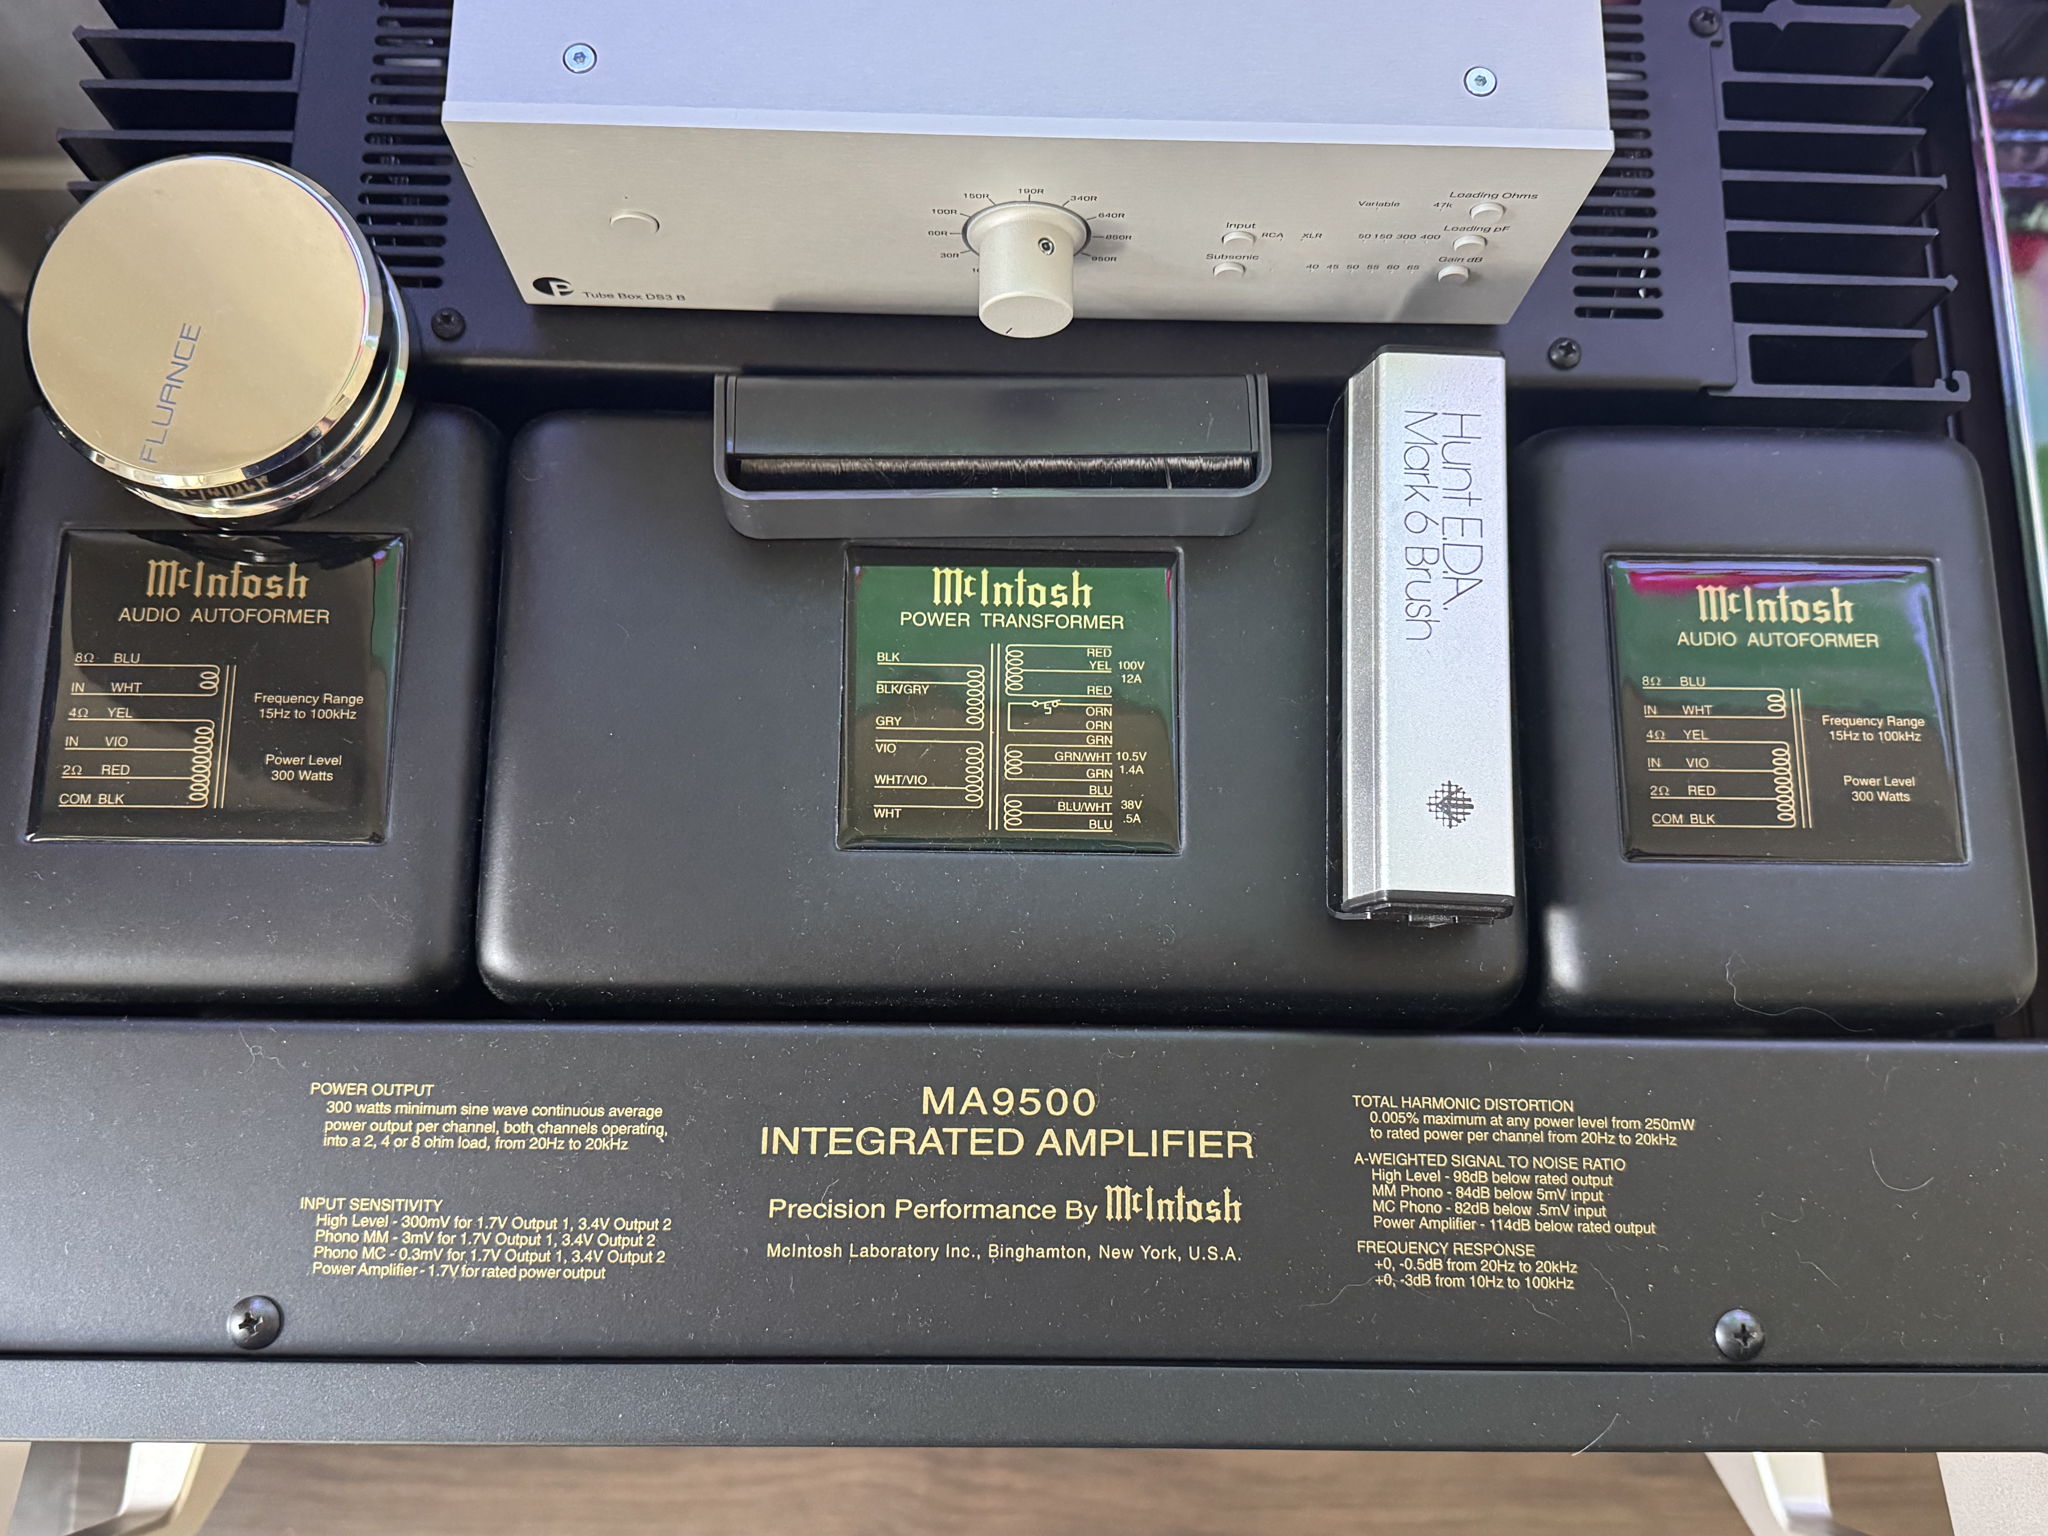 Loading Ohms
Variable 47k
Loading pF
50 150 300 400
Gain dB
40 45 50 55 60 65
Input
RCA XLR
Subsonic
30R
60R
100R
150R
190R
340R
640R
850R
950R
Tube Box DS3 B
FLUANCE
Hunt E.D.A.
Mark 6 Brush
McIntosh
AUDIO AUTOFORMER
8Ω BLU
IN WHT
4Ω YEL
IN VIO
2Ω RED
COM BLK
Frequency Range
15Hz to 100kHz
Power Level
300 Watts
McIntosh
POWER TRANSFORMER
BLK
BLK/GRY
GRY
VIO
WHT/VIO
WHT
RED
YEL 100V
12A
RED
ORN
ORN
GRN
GRN/WHT 10.5V
GRN 1.4A
BLU
BLU/WHT 38V
BLU .5A
McIntosh
AUDIO AUTOFORMER
8Ω BLU
IN WHT
4Ω YEL
IN VIO
2Ω RED
COM BLK
Frequency Range
15Hz to 100kHz
Power Level
300 Watts
POWER OUTPUT
300 watts minimum sine wave continuous average
power output per channel, both channels operating,
into a 2, 4 or 8 ohm load, from 20Hz to 20kHz
INPUT SENSITIVITY
High Level - 300mV for 1.7V Output 1, 3.4V Output 2
Phono MM - 3mV for 1.7V Output 1, 3.4V Output 2
Phono MC - 0.3mV for 1.7V Output 1, 3.4V Output 2
Power Amplifier - 1.7V for rated power output
MA9500
INTEGRATED AMPLIFIER
Precision Performance By McIntosh
McIntosh Laboratory Inc., Binghamton, New York, U.S.A.
TOTAL HARMONIC DISTORTION
0.005% maximum at any power level from 250mW
to rated power per channel from 20Hz to 20kHz
A-WEIGHTED SIGNAL TO NOISE RATIO
High Level - 98dB below rated output
MM Phono - 84dB below 5mV input
MC Phono - 82dB below .5mV input
Power Amplifier - 114dB below rated output
FREQUENCY RESPONSE
+0, -0.5dB from 20Hz to 20kHz
+0, -3dB from 10Hz to 100kHz